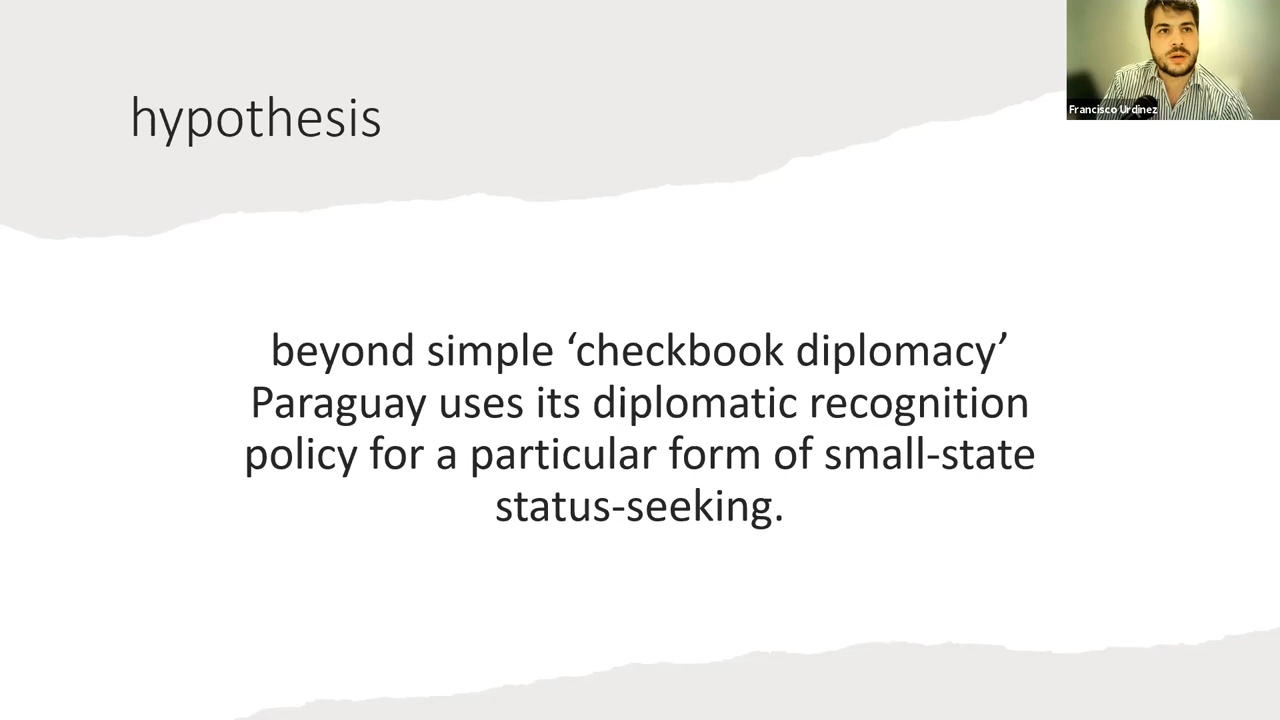 hypothesis
Francisco Urdinez
beyond simple ‘checkbook diplomacy’
Paraguay uses its diplomatic recognition
policy for a particular form of small-state
status-seeking.